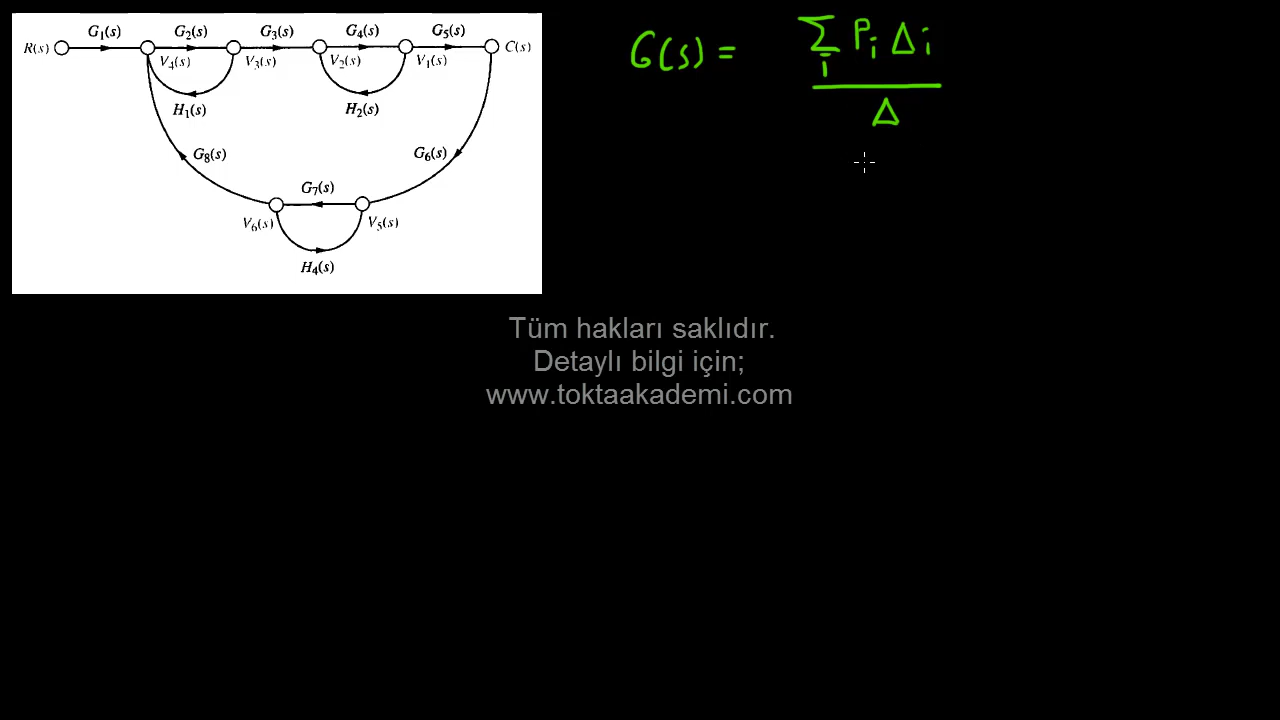 G₁(s) G₂(s) G₃(s) G₄(s) G₅(s)
R(s) V₄(s) V₃(s) V₂(s) V₁(s) C(s)
H₁(s) H₂(s)
G₈(s) G₆(s)
G₇(s)
V₆(s) V₅(s)
H₄(s)
G(s) = ∑ᵢ Pᵢ Δᵢ / Δ
Tüm hakları saklıdır.
Detaylı bilgi için;
www.toktaakademi.com